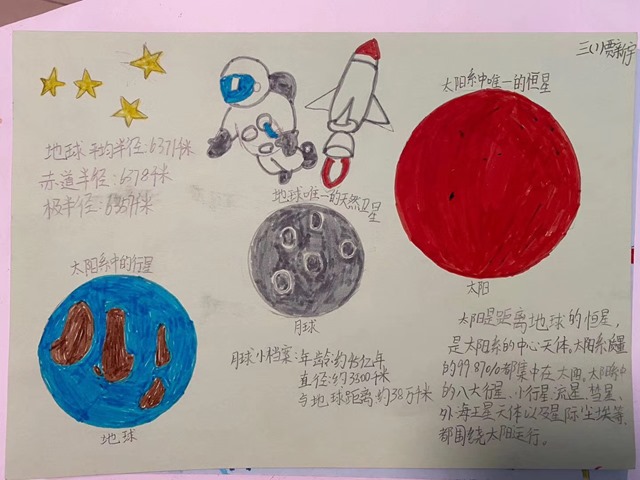 三(1)贾新宇
太阳系中唯一的恒星
地球平均半径:6371千米
赤道半径:6378千米
极半径:6357千米
地球唯一的天然卫星
太阳系中的行星
太阳
月球
月球小档案:年龄:约45亿年
直径:约3500千米
与地球距离约38万千米
地球
太阳是距离地球的恒星,
是太阳系的中心天体。太阳系质量
的99.87%都集中在太阳。太阳系中
的八大行星、小行星、流星、彗星、
外海王星天体以及星际尘埃等,
都围绕太阳运行。